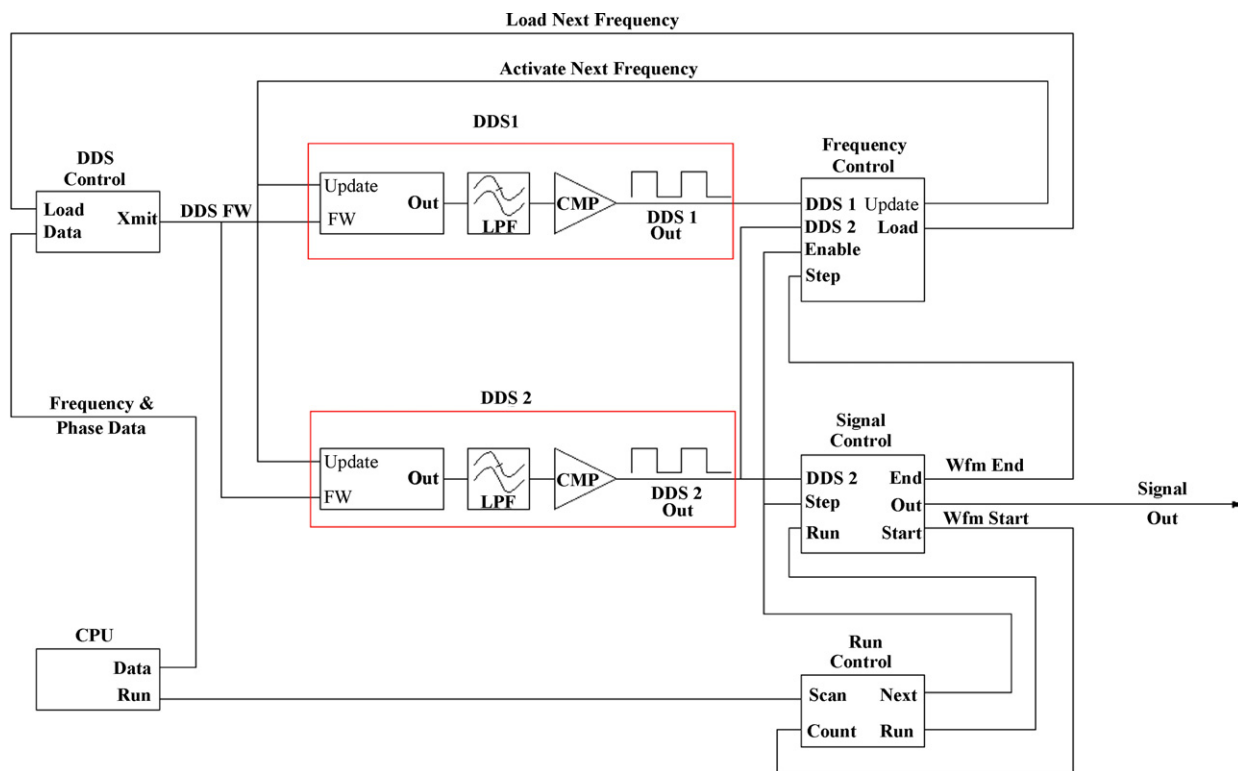 Load Next Frequency
Activate Next Frequency
DDS1
DDS
Control
Load
Data
Xmit
DDS FW
Update
FW
Out
LPF
CMP
DDS 1
Out
Frequency
Control
DDS 1
DDS 2
Enable
Step
Update
Load
Frequency &
Phase Data
DDS 2
Update
FW
Out
LPF
CMP
DDS 2
Out
Signal
Control
DDS 2
Step
Run
End
Out
Start
Wfm End
Wfm Start
Signal
Out
CPU
Data
Run
Run
Control
Scan
Count
Next
Run